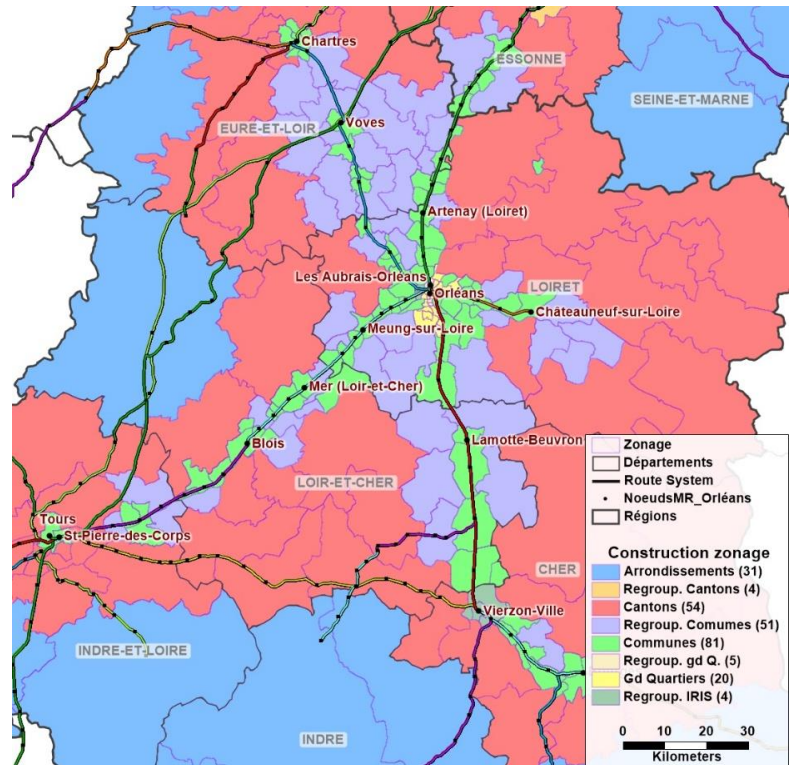 Chartres
ESSONNE
SEINE-ET-MARNE
Voves
EURE-ET-LOIR
Artenay (Loiret)
Les Aubrais-Orléans
Orléans
LOIRET
Châteauneuf-sur-Loire
Meung-sur-Loire
Mer (Loir-et-Cher)
Blois
Lamotte-Beuvron
LOIR-ET-CHER
Tours
St-Pierre-des-Corps
CHER
Vierzon-Ville
INDRE-ET-LOIRE
INDRE
Zonage
Départements
Route System
NoeudsMR_Orléans
Régions
Construction zonage
Arrondissements (31)
Regroup. Cantons (4)
Cantons (54)
Regroup. Comumes (51)
Communes (81)
Regroup. gd Q. (5)
Gd Quartiers (20)
Regroup. IRIS (4)
0 10 20 30
Kilometers